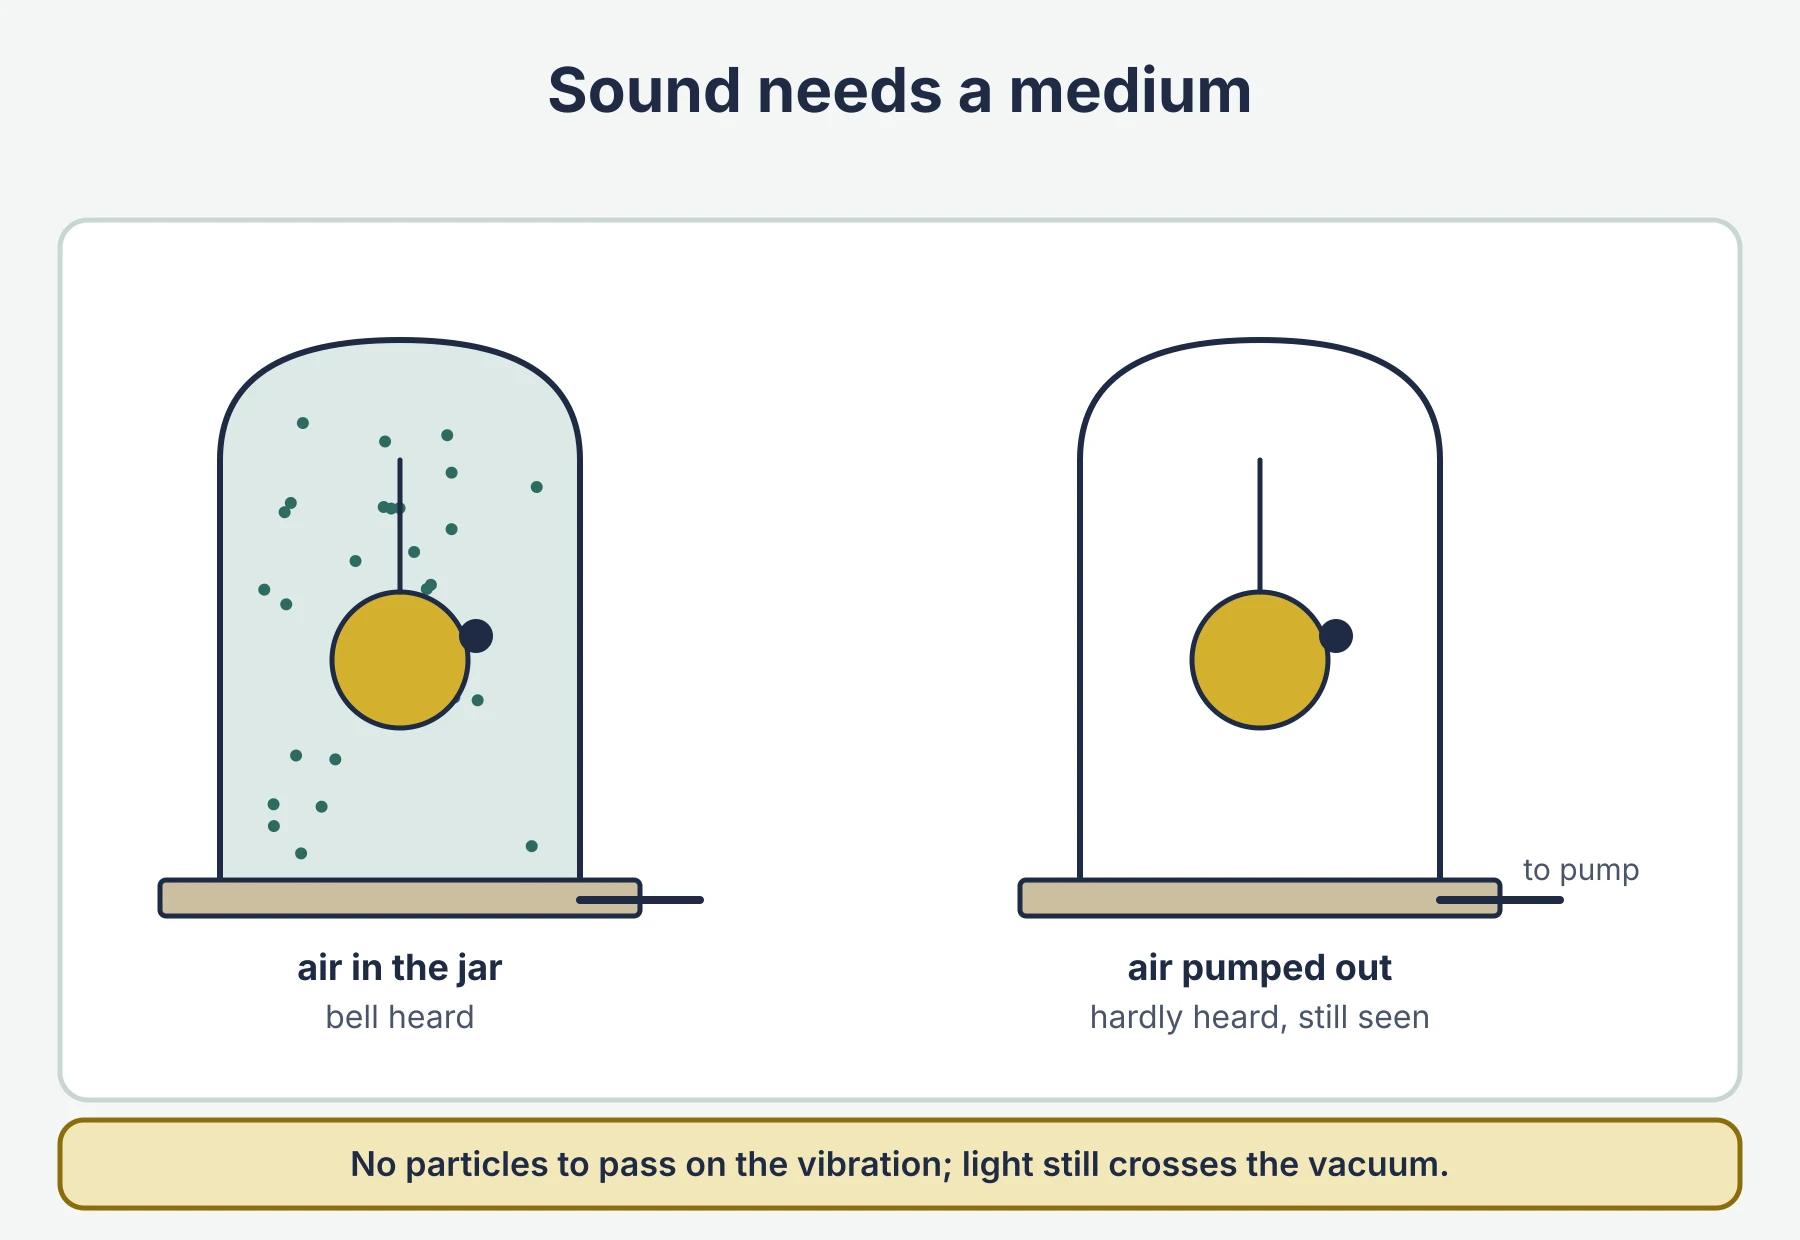 Sound needs a medium
to pump
air in the jar
bell heard
air pumped out
hardly heard, still seen
No particles to pass on the vibration; light still crosses the vacuum.